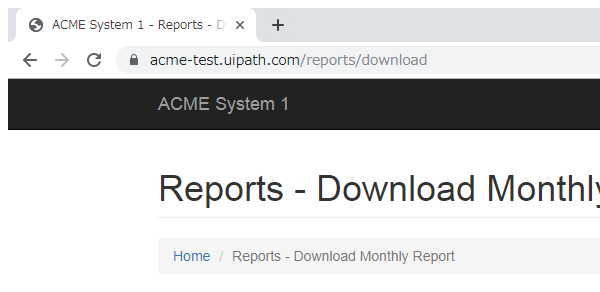 ACME System 1 - Reports - D
acme-test.uipath.com/reports/download
ACME System 1
Reports - Download Monthly
Home / Reports - Download Monthly Report